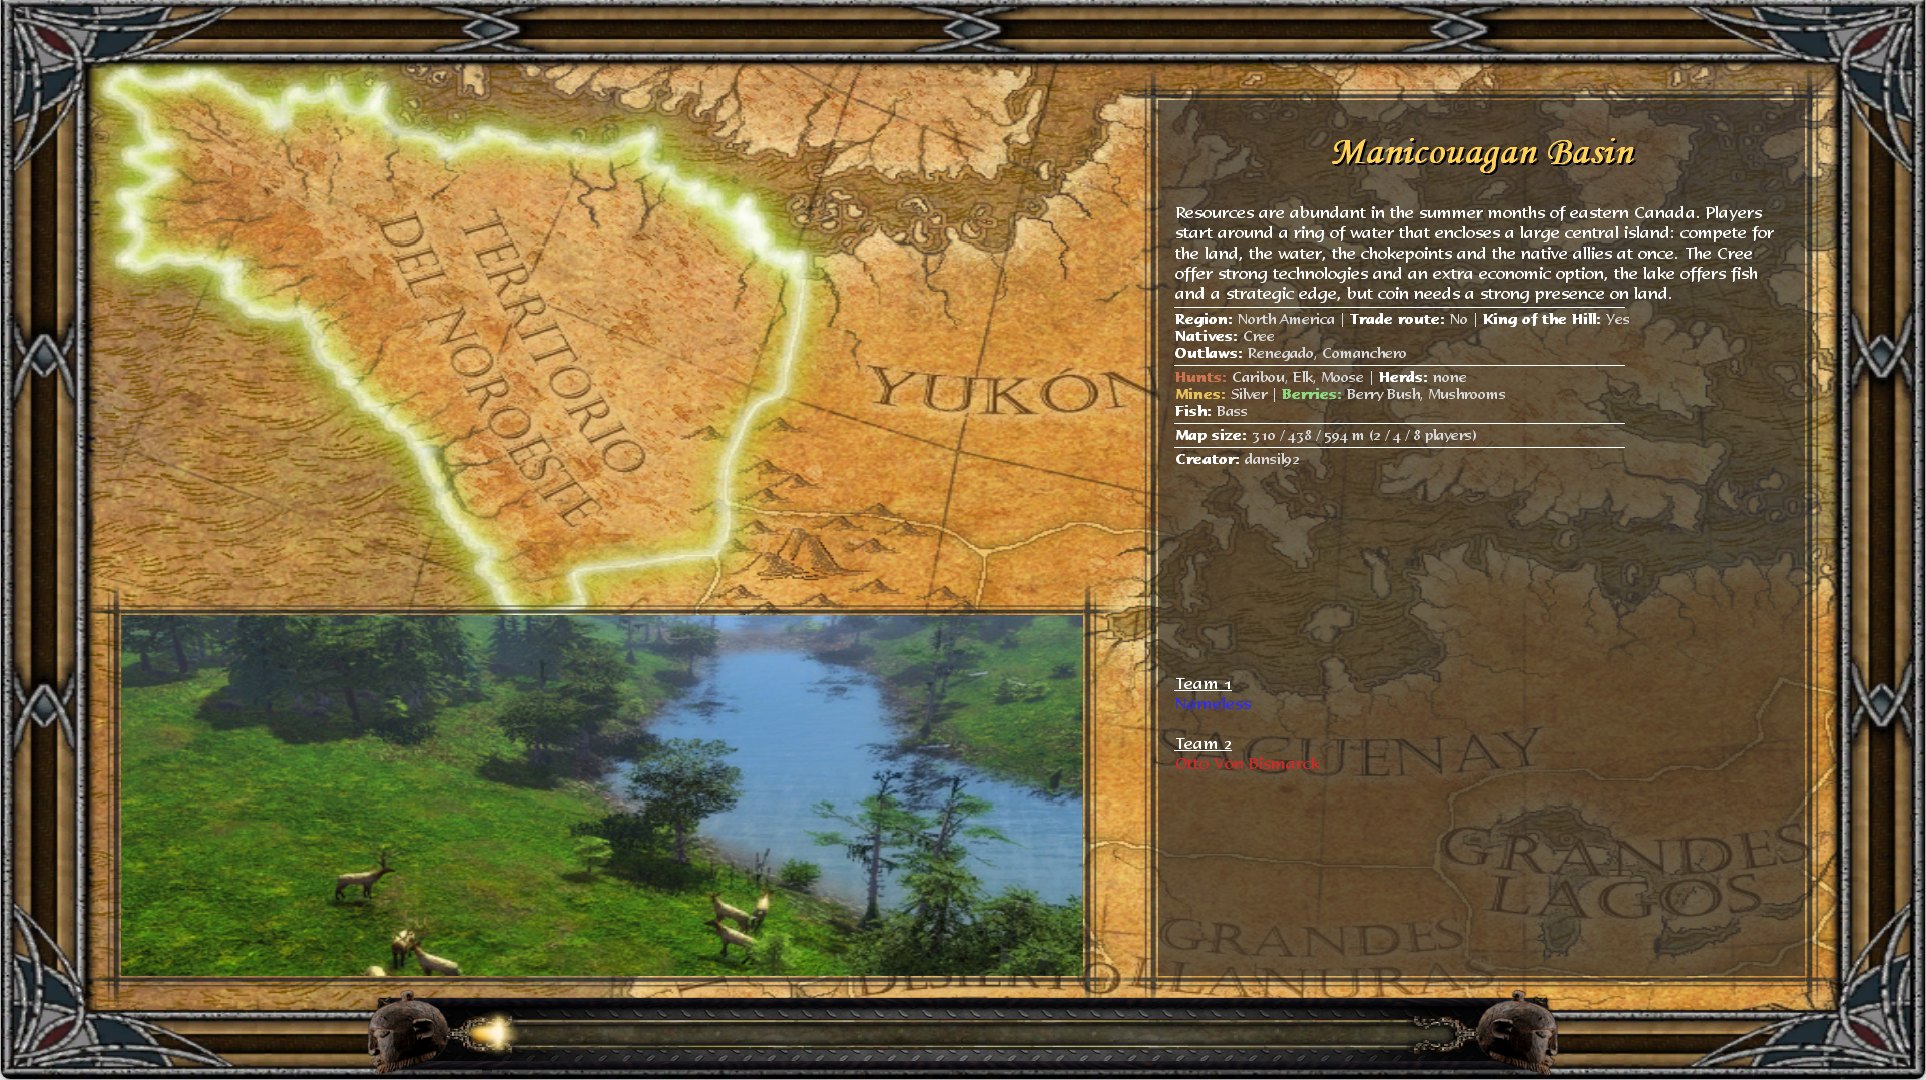 Manicouagan Basin
Resources are abundant in the summer months of eastern Canada. Players
start around a ring of water that encloses a large central island: compete for
the land, the water, the chokepoints and the native allies at once. The Cree
offer strong technologies and an extra economic option, the lake offers fish
and a strategic edge, but coin needs a strong presence on land.
Region: North America | Trade route: No | King of the Hill: Yes
Natives: Cree
Outlaws: Renegado, Comanchero
Hunts: Caribou, Elk, Moose | Herds: none
Mines: Silver | Berries: Berry Bush, Mushrooms
Fish: Bass
Map size: 310 / 438 / 594 m (2 / 4 / 8 players)
Creator: dansil92
Team 1
Nameless
Team 2
Otto Von Bismarck
TERRITORIO
DEL NOROESTE
YUKÓN
SAGUENAY
GRANDES
LAGOS
GRANDES
LLANURAS
DESIERTO